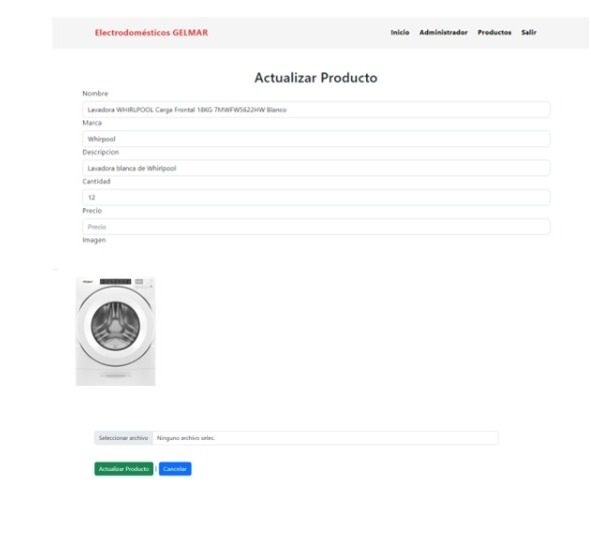 Electrodomésticos GELMAR
Inicio Administrador Productos Salir
Actualizar Producto
Nombre
Lavadora WHIRLPOOL Carga Frontal 18KG 7MWFW5622HW Blanco
Marca
Whirpool
Descripcion
Lavadora blanca de Whirlpool
Cantidad
12
Precio
Precio
Imagen
Seleccionar archivo Ninguno archivo selec.
Actualizar Producto | Cancelar